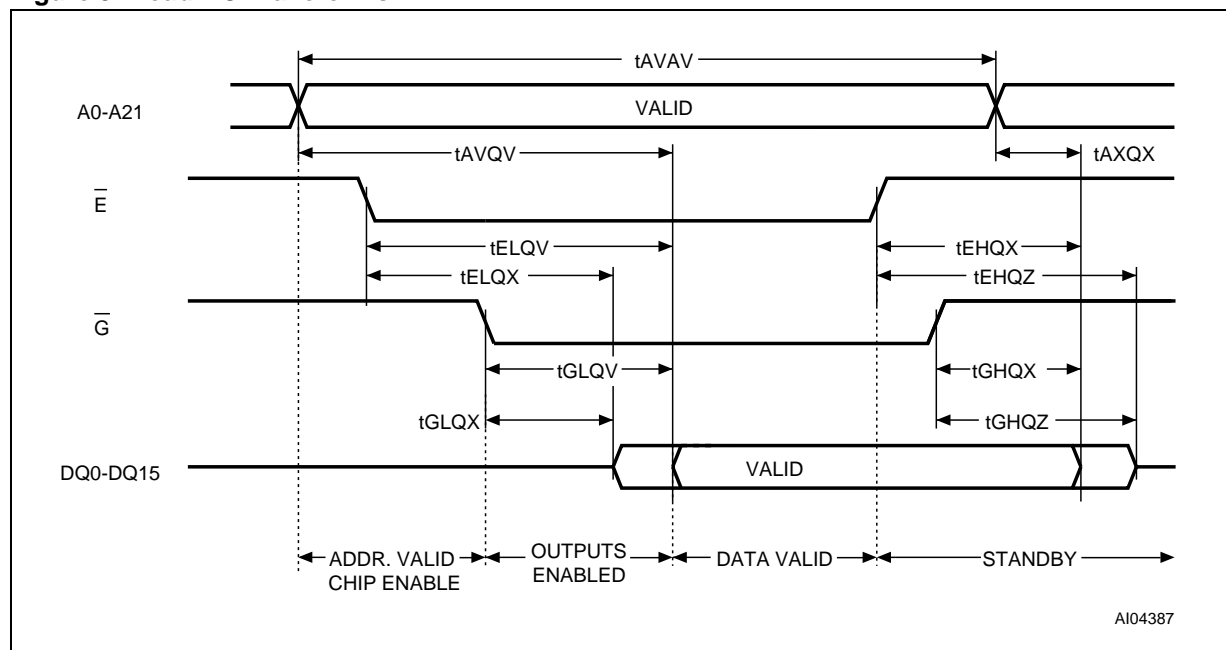 tAVAV
A0-A21
VALID
tAVQV
tAXQX
E
tELQV
tEHQX
tELQX
tEHQZ
G
tGLQV
tGHQX
tGLQX
tGHQZ
DQ0-DQ15
VALID
ADDR. VALID
CHIP ENABLE
OUTPUTS
ENABLED
DATA VALID
STANDBY
AI04387